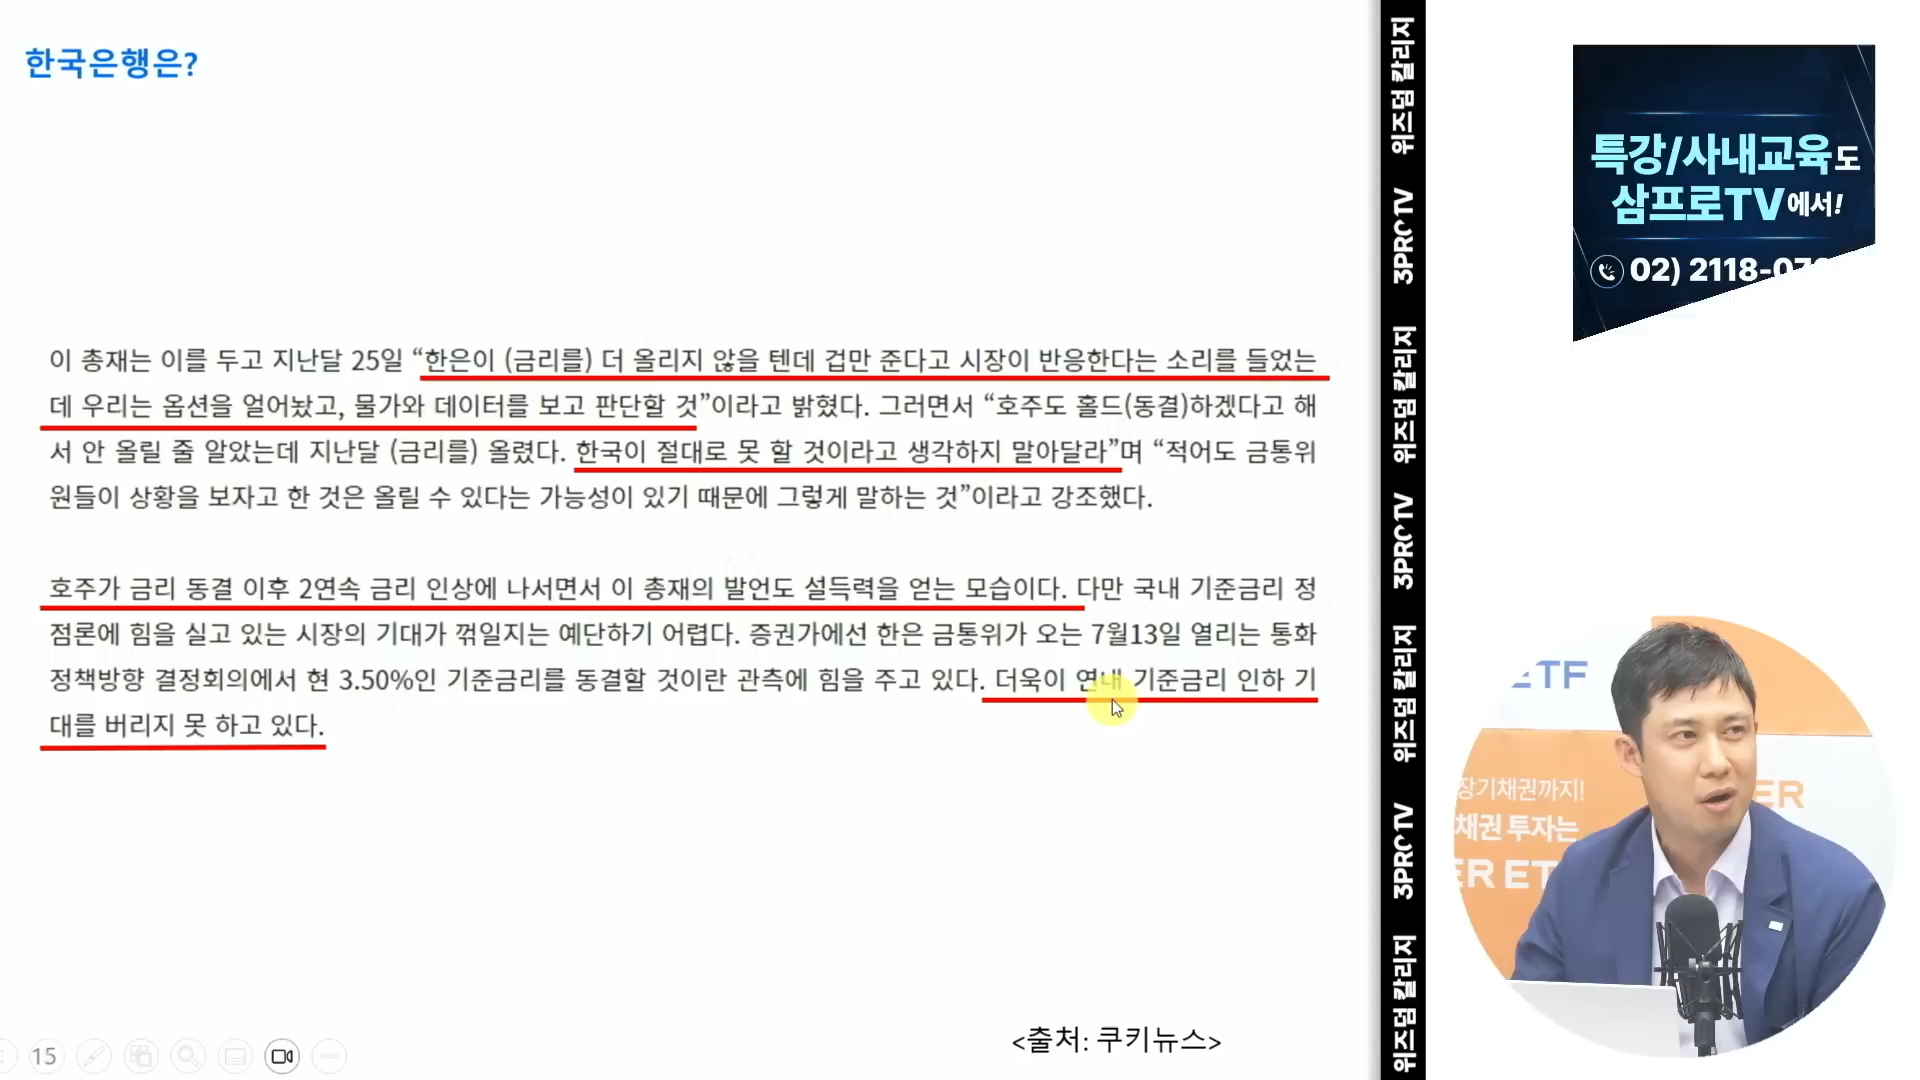 한국은행은?
이 총재는 이를 두고 지난달 25일 “한은이 (금리를) 더 올리지 않을 텐데 겁만 준다고 시장이 반응한다는 소리를 들었는
데 우리는 옵션을 얼어놨고, 물가와 데이터를 보고 판단할 것”이라고 밝혔다. 그러면서 “호주도 홀드(동결)하겠다고 해
서 안 올릴 줄 알았는데 지난달 (금리를) 올렸다. 한국이 절대로 못 할 것이라고 생각하지 말아달라”며 “적어도 금통위
원들이 상황을 보자고 한 것은 올릴 수 있다는 가능성이 있기 때문에 그렇게 말하는 것”이라고 강조했다.
호주가 금리 동결 이후 2연속 금리 인상에 나서면서 이 총재의 발언도 설득력을 얻는 모습이다. 다만 국내 기준금리 정
점론에 힘을 실고 있는 시장의 기대가 꺾일지는 예단하기 어렵다. 증권가에선 한은 금통위가 오는 7월13일 열리는 통화
정책방향 결정회의에서 현 3.50%인 기준금리를 동결할 것이란 관측에 힘을 주고 있다. 더욱이 연내 기준금리 인하 기
대를 버리지 못 하고 있다.
<출처: 쿠키뉴스>
15
위즈덤 칼리지
3PROTV
위즈덤 칼리지
3PROTV
위즈덤 칼리지
3PROTV
위즈덤 칼리지
특강/사내교육도
삼프로TV에서!
02) 2118-07
ETF
장기채권까지!
채권 투자는
ER ET
ER